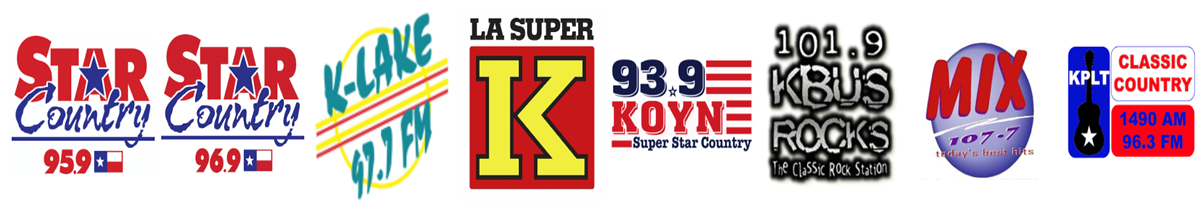 STAR
Country
95.9
STAR
Country
96.9
K-LAKE
97.7 FM
LA SUPER
K
93.9
KOYN
Super Star Country
101.9
KBUS
ROCKS
The Classic Rock Station
MIX
107-7
today's best hits
KPLT
CLASSIC
COUNTRY
1490 AM
96.3 FM